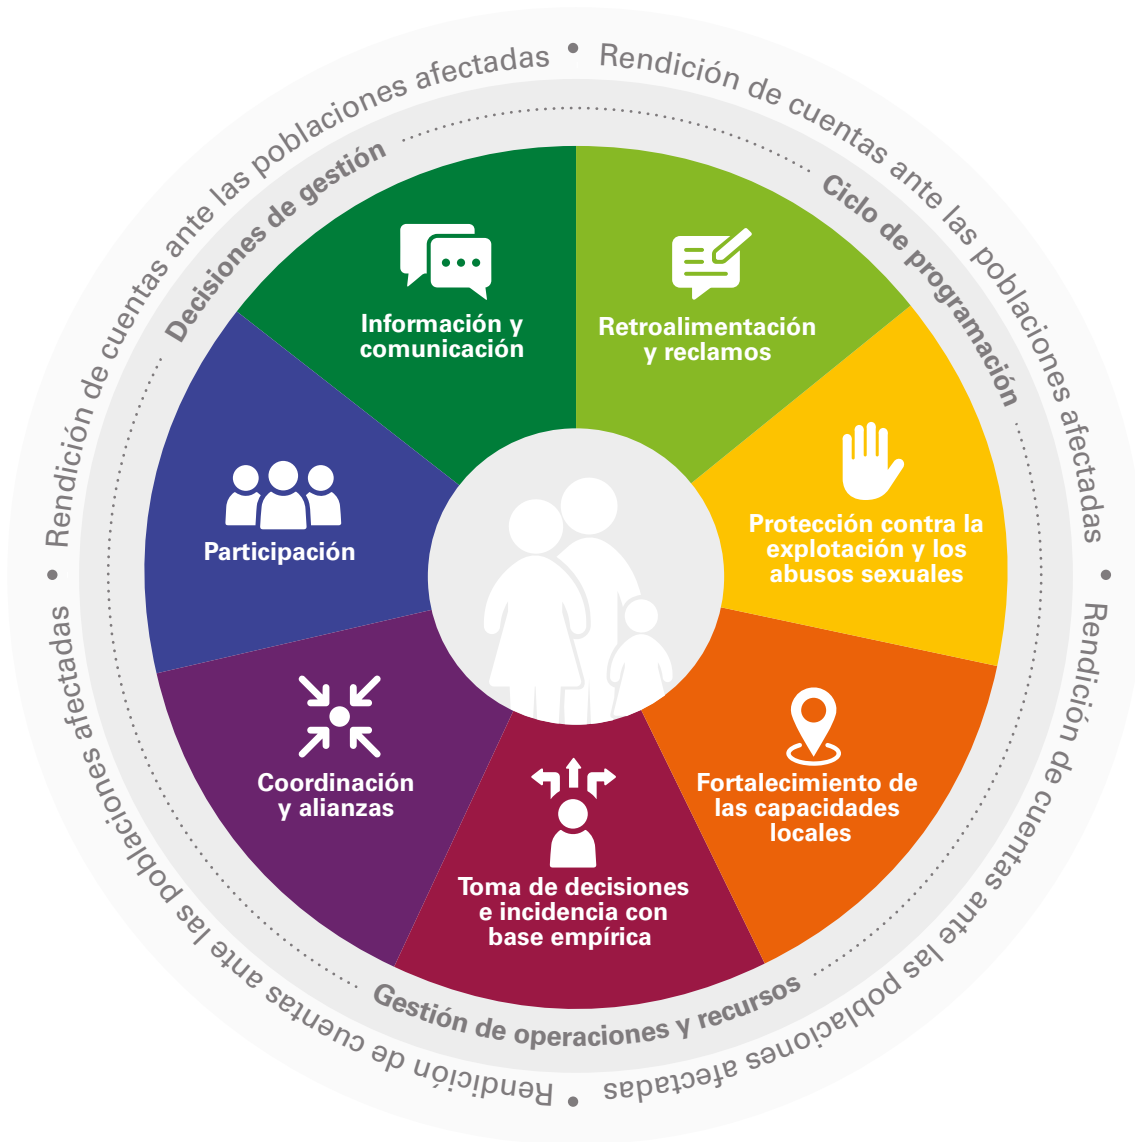 Rendición de cuentas ante las poblaciones afectadas
•
Rendición de cuentas ante las poblaciones afectadas
•
Rendición de cuentas ante las poblaciones afectadas
•
Rendición de cuentas ante las poblaciones afectadas
•
Decisiones de gestión
Ciclo de programación
Gestión de operaciones y recursos
Información y
comunicación
Retroalimentación
y reclamos
Protección contra la
explotación y los
abusos sexuales
Fortalecimiento de
las capacidades
locales
Toma de decisiones
e incidencia con
base empírica
Coordinación
y alianzas
Participación